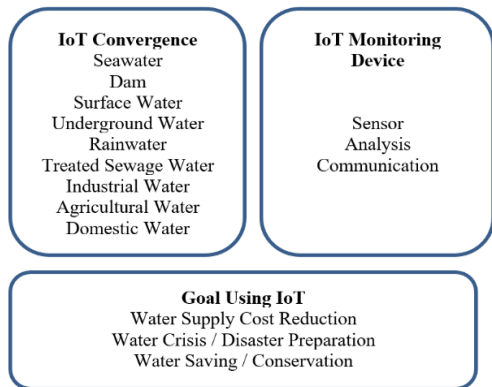 IoT Convergence
Seawater
Dam
Surface Water
Underground Water
Rainwater
Treated Sewage Water
Industrial Water
Agricultural Water
Domestic Water
IoT Monitoring
Device
Sensor
Analysis
Communication
Goal Using IoT
Water Supply Cost Reduction
Water Crisis / Disaster Preparation
Water Saving / Conservation